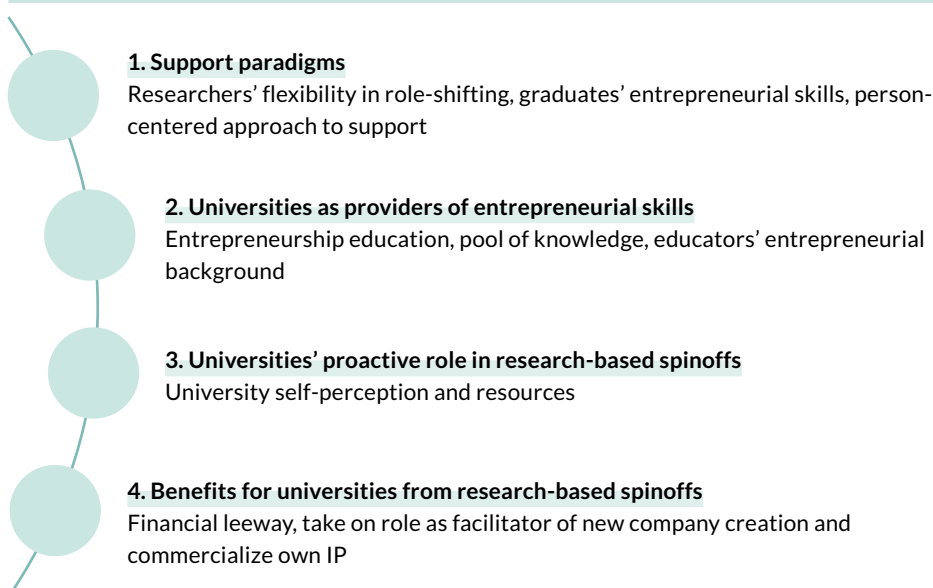 1. Support paradigms
Researchers’ flexibility in role-shifting, graduates’ entrepreneurial skills, person-
centered approach to support
2. Universities as providers of entrepreneurial skills
Entrepreneurship education, pool of knowledge, educators’ entrepreneurial
background
3. Universities’ proactive role in research-based spinoffs
University self-perception and resources
4. Benefits for universities from research-based spinoffs
Financial leeway, take on role as facilitator of new company creation and
commercialize own IP